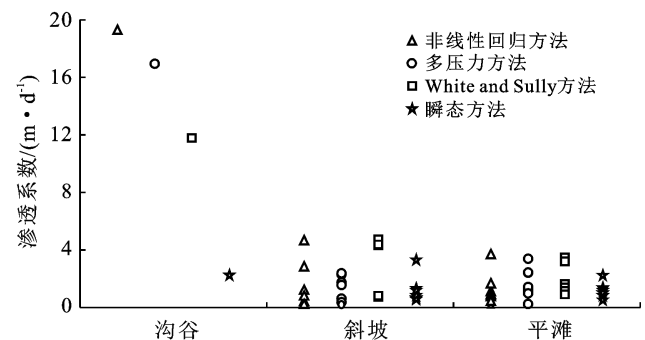 20
16
12
8
4
0
渗透系数/(m·d⁻¹)
非线性回归方法
多压力方法
White and Sully方法
瞬态方法
沟谷
斜坡
平滩